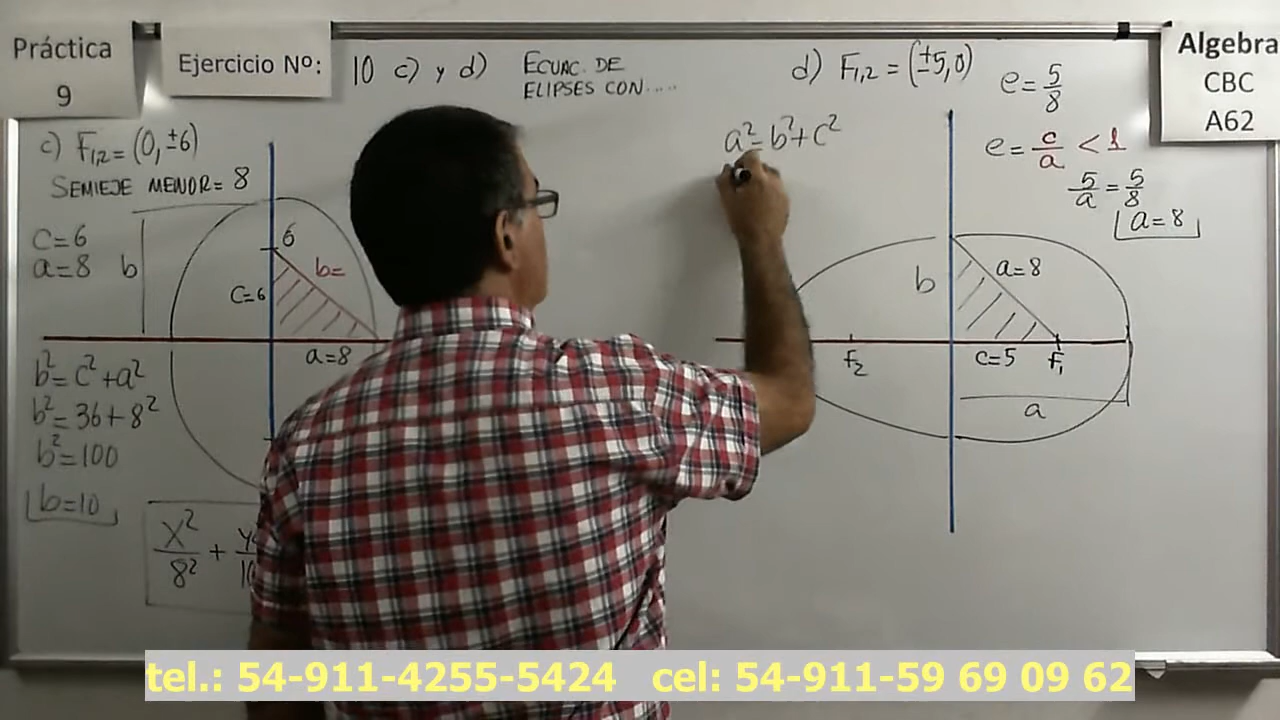 Práctica
9
Ejercicio Nº:
10 c) y d)
ECUAC. DE
ELIPSES CON.....
Algebra
CBC
A62
c) F₁,₂ = (0, ±6)
SEMIEJE MENOR = 8
C=6
a=8
b
6
b=
C=6
a=8
b²= c²+a²
b²= 36+8²
b²=100
b=10
x²/8² +
d) F₁,₂ = (±5,0)
e = 5/8
a²= b²+c²
e = c/a < 1
5/a = 5/8
a=8
b
a=8
F₂
C=5
F₁
a
tel.: 54-911-4255-5424 cel: 54-911-59 69 09 62